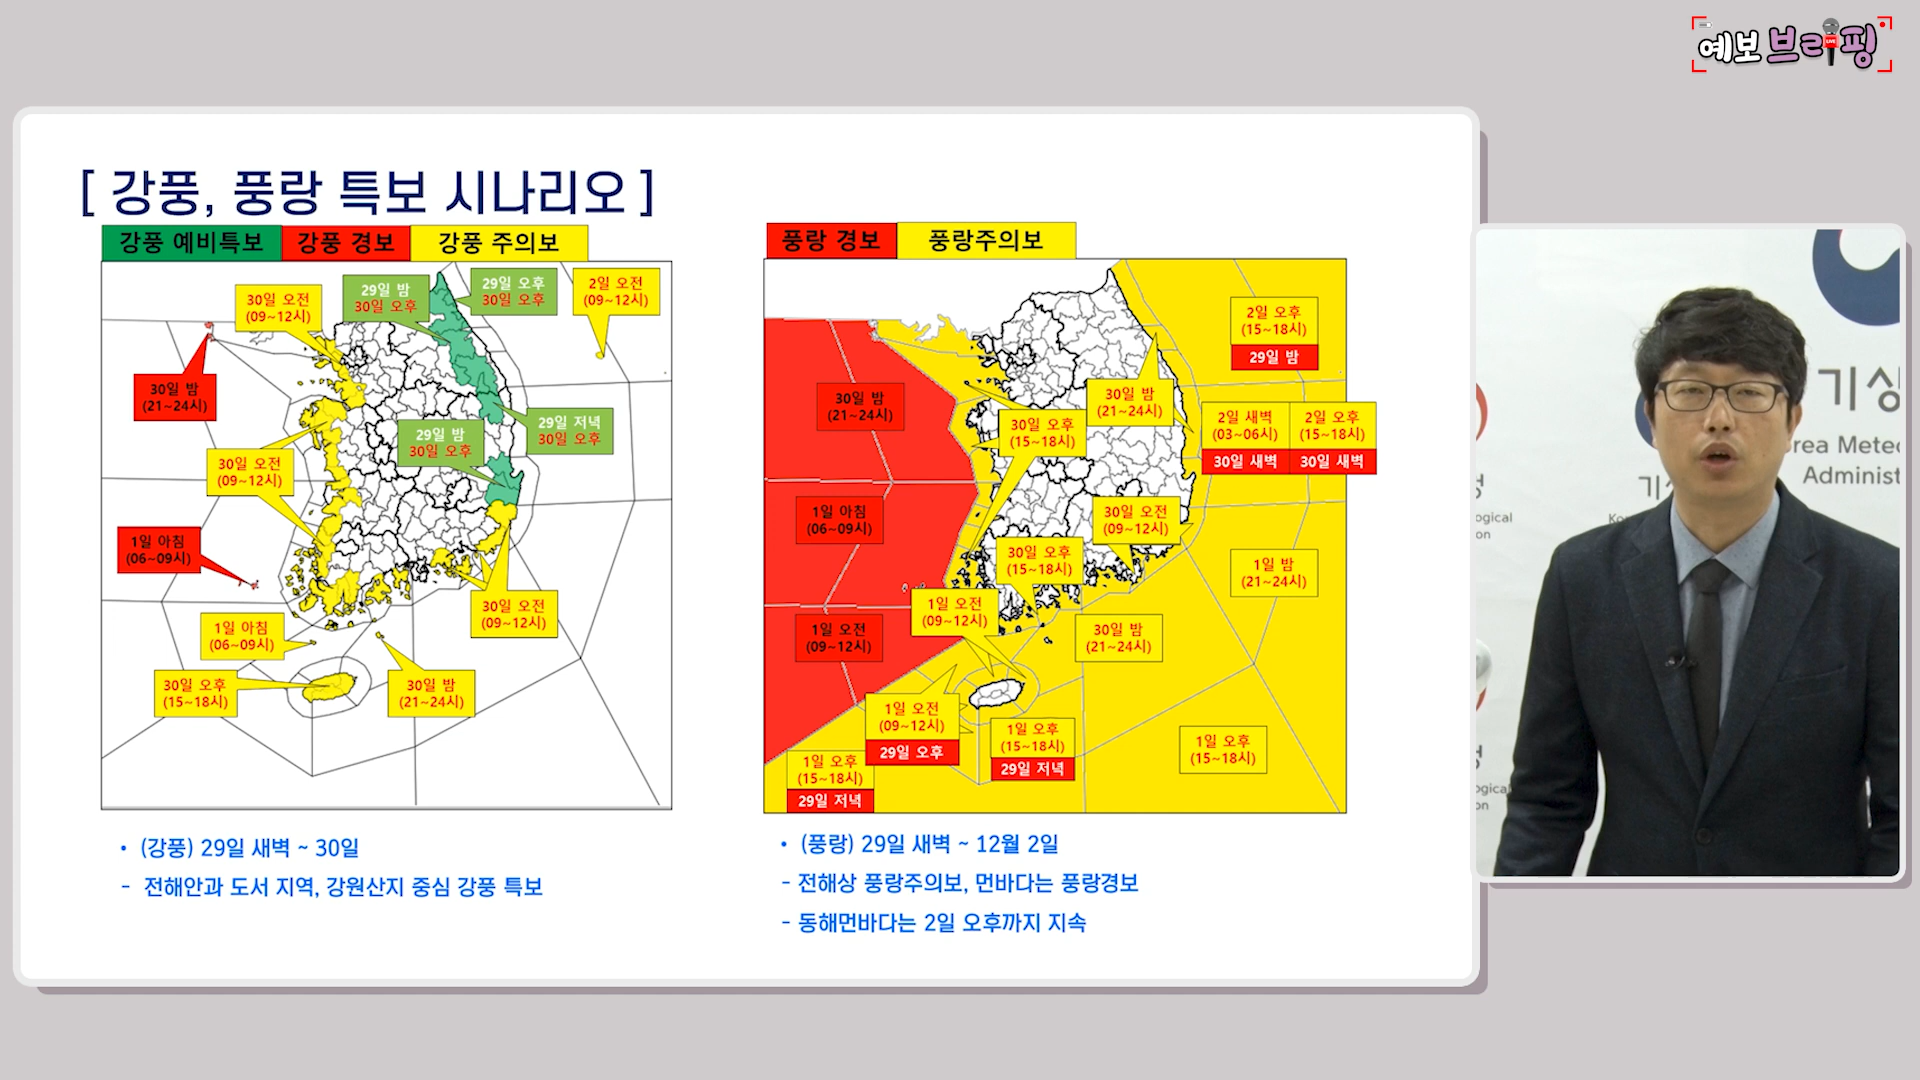 예보 브리핑
LIVE
[ 강풍, 풍랑 특보 시나리오 ]
강풍 예비특보
강풍 경보
강풍 주의보
30일 오전
(09~12시)
29일 밤
30일 오후
29일 오후
30일 오후
2일 오전
(09~12시)
30일 밤
(21~24시)
30일 오전
(09~12시)
29일 밤
30일 오후
29일 저녁
30일 오후
1일 아침
(06~09시)
1일 아침
(06~09시)
30일 오전
(09~12시)
30일 오후
(15~18시)
30일 밤
(21~24시)
• (강풍) 29일 새벽 ~ 30일
- 전해안과 도서 지역, 강원산지 중심 강풍 특보
풍랑 경보
풍랑주의보
2일 오후
(15~18시)
29일 밤
30일 밤
(21~24시)
30일 밤
(21~24시)
30일 오후
(15~18시)
2일 새벽
(03~06시)
30일 새벽
2일 오후
(15~18시)
30일 새벽
1일 아침
(06~09시)
30일 오전
(09~12시)
30일 오후
(15~18시)
1일 밤
(21~24시)
1일 오전
(09~12시)
1일 오전
(09~12시)
30일 밤
(21~24시)
1일 오전
(09~12시)
29일 오후
1일 오후
(15~18시)
29일 저녁
1일 오후
(15~18시)
1일 오후
(15~18시)
29일 저녁
• (풍랑) 29일 새벽 ~ 12월 2일
- 전해상 풍랑주의보, 먼바다는 풍랑경보
- 동해먼바다는 2일 오후까지 지속
기상
rea Meteo
Administ
청
ogical
on
기
Ko
청
ogical
on